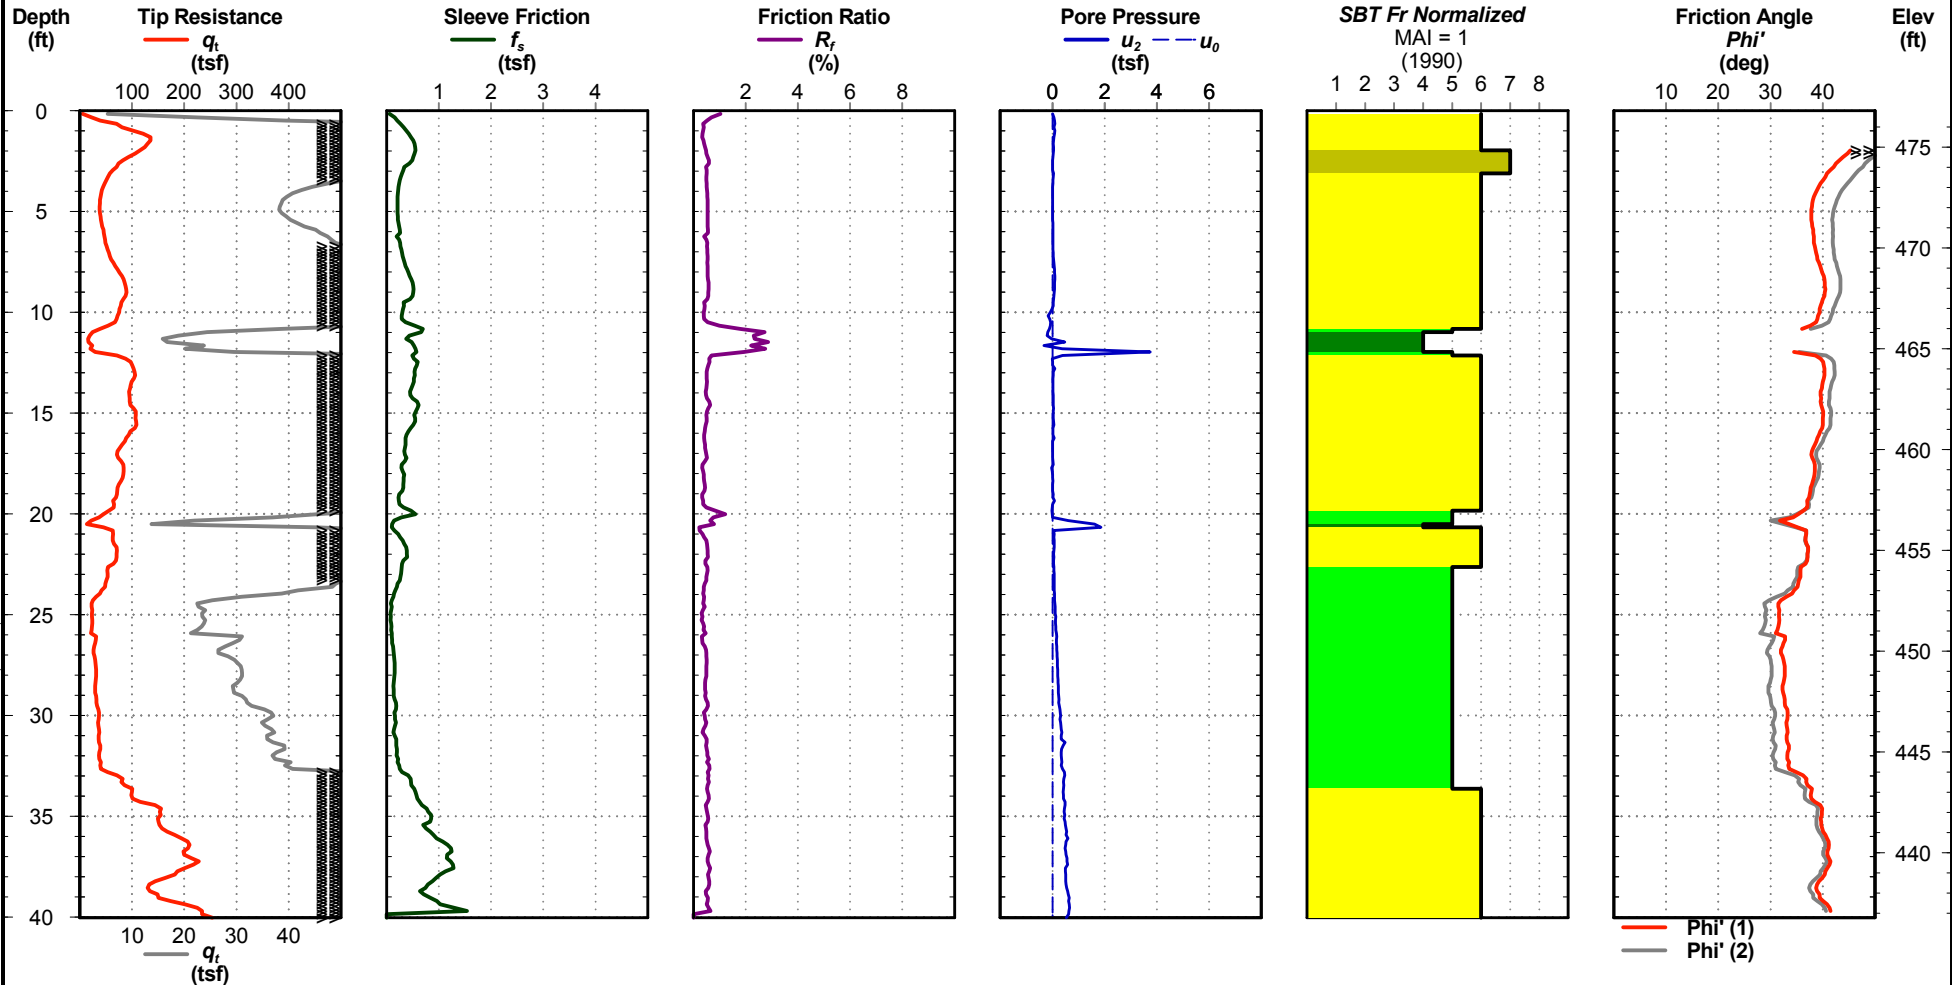 Depth
(ft)
Tip Resistance
qt
(tsf)
Sleeve Friction
fs
(tsf)
Friction Ratio
Rf
(%)
Pore Pressure
u2 u0
(tsf)
SBT Fr Normalized
MAI = 1
(1990)
Friction Angle
Phi'
(deg)
Elev
(ft)
100 200 300 400
1 2 3 4
2 4 6 8
0 2 4 6
1 2 3 4 5 6 7 8
10 20 30 40
0
5
10
15
20
25
30
35
40
475
470
465
460
455
450
445
440
10 20 30 40
qt
(tsf)
Phi' (1)
Phi' (2)